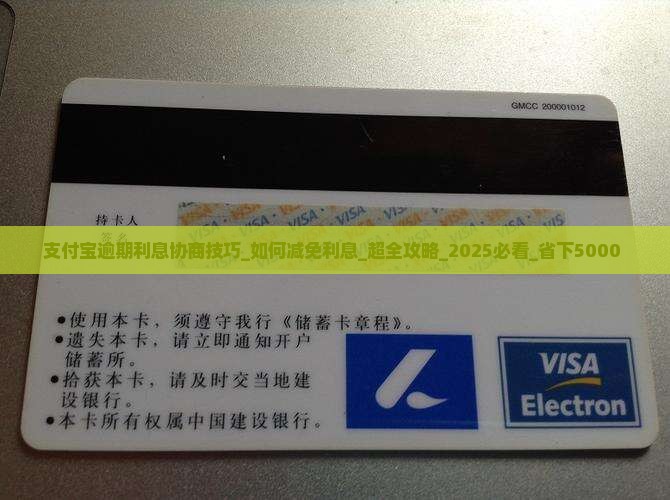 GMCC 200001012
持卡人
VISA VISA VISA VISA
支付宝逾期利息协商技巧_如何减免利息_超全攻略_2025必看_省下5000
●使用本卡，须遵守我行《储蓄卡章程》。
●遗失本卡，请立即通知开户
储蓄所。
●拾获本卡，请及时交当地建
设银行。
●本卡所有权属中国建设银行。
VISA
Electron